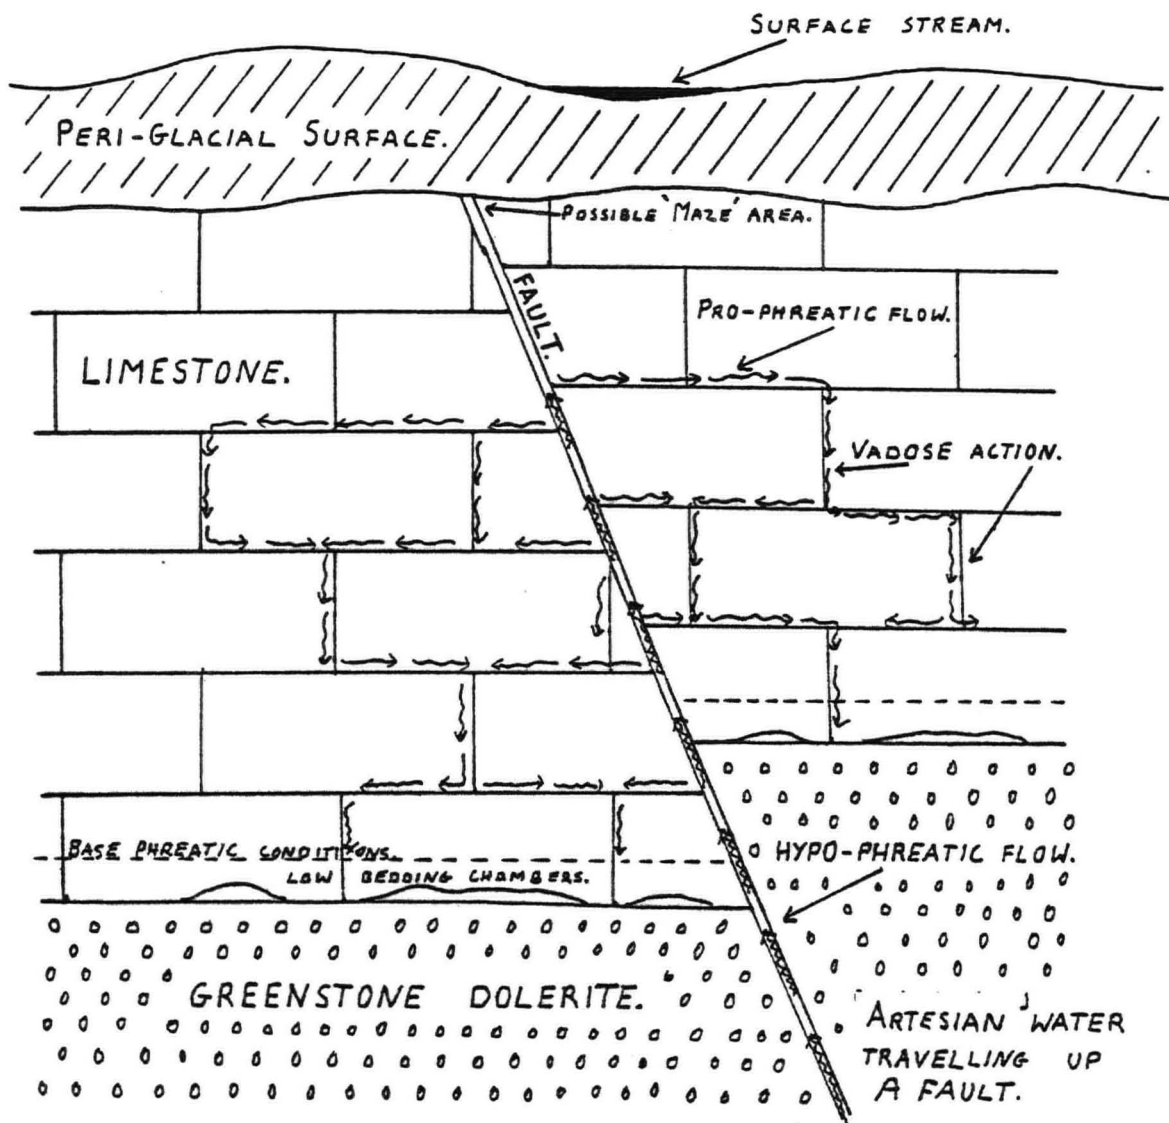 SURFACE STREAM.
PERI-GLACIAL SURFACE.
POSSIBLE 'MAZE' AREA.
FAULT.
PRO-PHREATIC FLOW.
LIMESTONE.
VADOSE ACTION.
BASE PHREATIC CONDITIONS.
LOW BEDDING CHAMBERS.
HYPO-PHREATIC FLOW.
GREENSTONE DOLERITE.
'ARTESIAN' WATER
TRAVELLING UP
A FAULT.